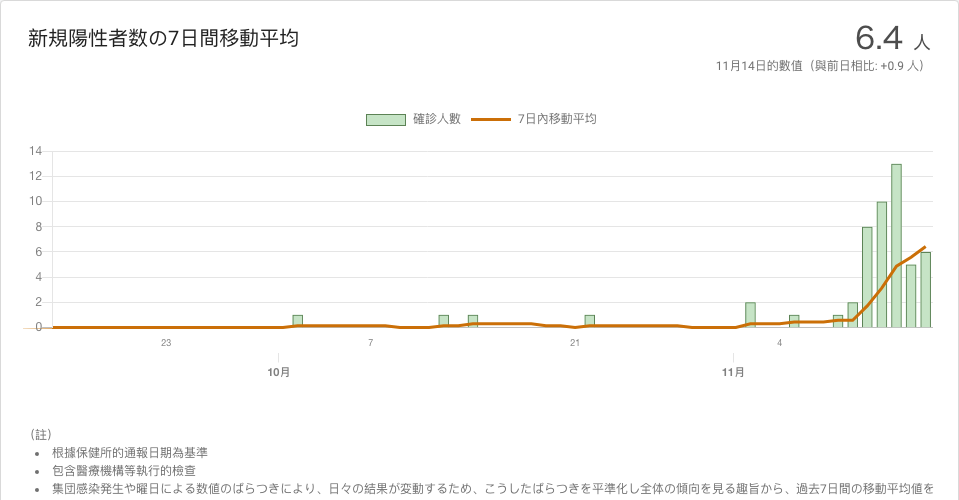 新規陽性者数の7日間移動平均
6.4 人
11月14日的數值（與前日相比: +0.9 人）
確診人數 7日內移動平均
14
12
10
8
6
4
2
0
23 7 21 4
10月 11月
（註）
根據保健所的通報日期為基準
包含醫療機構等執行的檢查
集団感染発生や曜日による数値のばらつきにより、日々の結果が変動するため、こうしたばらつきを平準化し全体の傾向を見る趣旨から、過去7日間の移動平均値を